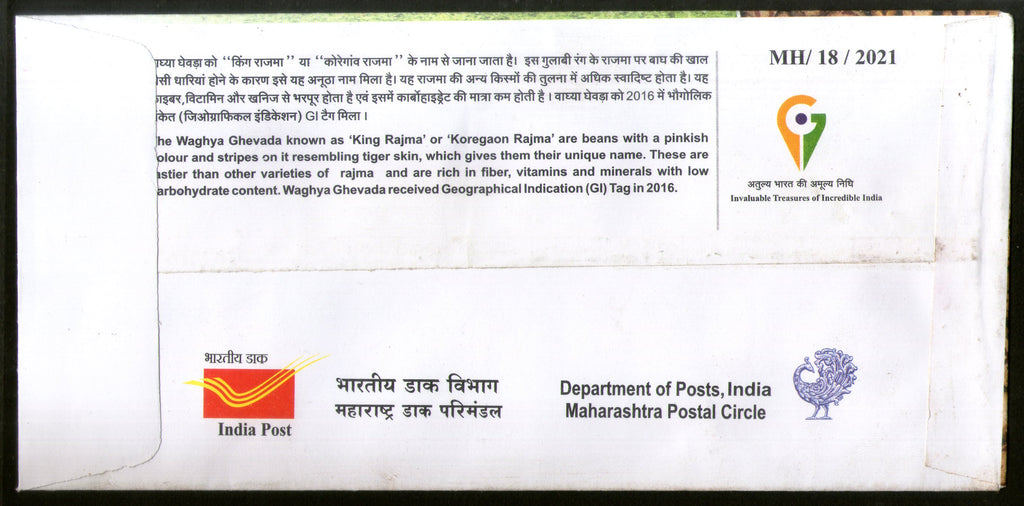 घ्या घेवड़ा को ‘‘किंग राजमा’’ या ‘‘कोरेगांव राजमा’’ के नाम से जाना जाता है। इस गुलाबी रंग के राजमा पर बाघ की खाल
सी धारियां होने के कारण इसे यह अनूठा नाम मिला है। यह राजमा की अन्य किस्मों की तुलना में अधिक स्वादिष्ट होता है। यह
इबर,विटामिन और खनिज से भरपूर होता है एवं इसमें कार्बोहाइड्रेट की मात्रा कम होती है। वाघ्या घेवड़ा को 2016 में भौगोलिक
केत (जिओग्राफिकल इंडिकेशन) GI टैग मिला।
he Waghya Ghevada known as ‘King Rajma’ or ‘Koregaon Rajma’ are beans with a pinkish
olour and stripes on it resembling tiger skin, which gives them their unique name. These are
astier than other varieties of rajma and are rich in fiber, vitamins and minerals with low
arbohydrate content. Waghya Ghevada received Geographical Indication (GI) Tag in 2016.
MH/ 18 / 2021
अतुल्य भारत की अमूल्य निधि
Invaluable Treasures of Incredible India
भारतीय डाक
India Post
भारतीय डाक विभाग
महाराष्ट्र डाक परिमंडल
Department of Posts, India
Maharashtra Postal Circle